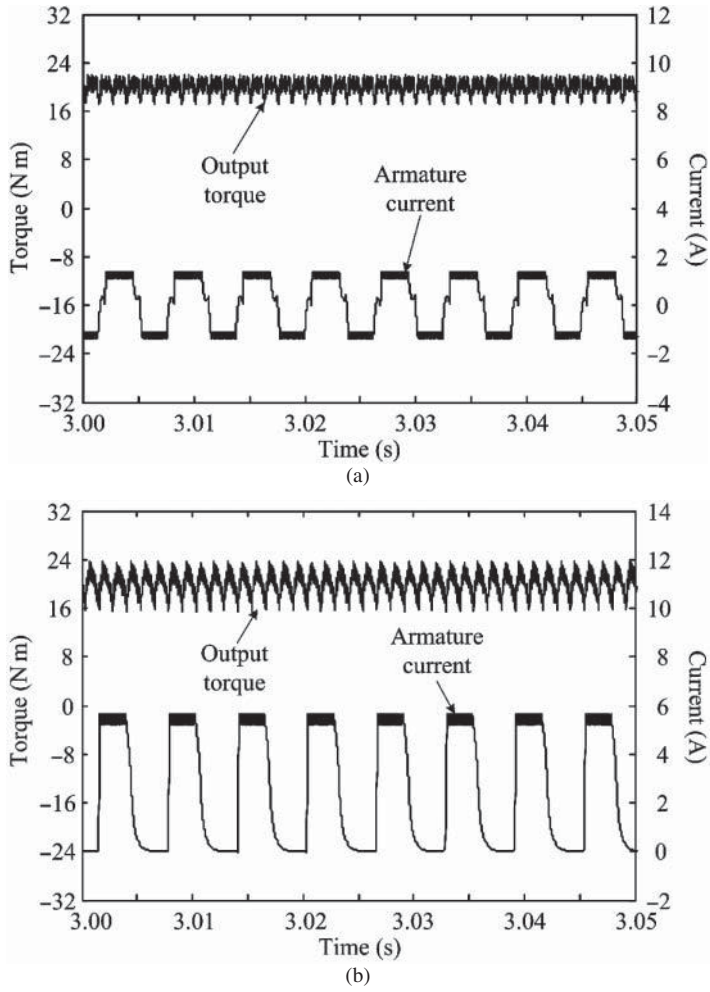 32
24
16
8
0
–8
–16
–24
–32
Torque (N m)
12
10
8
6
4
2
0
–2
–4
Current (A)
Output
torque
Armature
current
3.00 3.01 3.02 3.03 3.04 3.05
Time (s)
(a)
32
24
16
8
0
–8
–16
–24
–32
Torque (N m)
14
12
10
8
6
4
2
0
–2
Current (A)
Output
torque
Armature
current
3.00 3.01 3.02 3.03 3.04 3.05
Time (s)
(b)